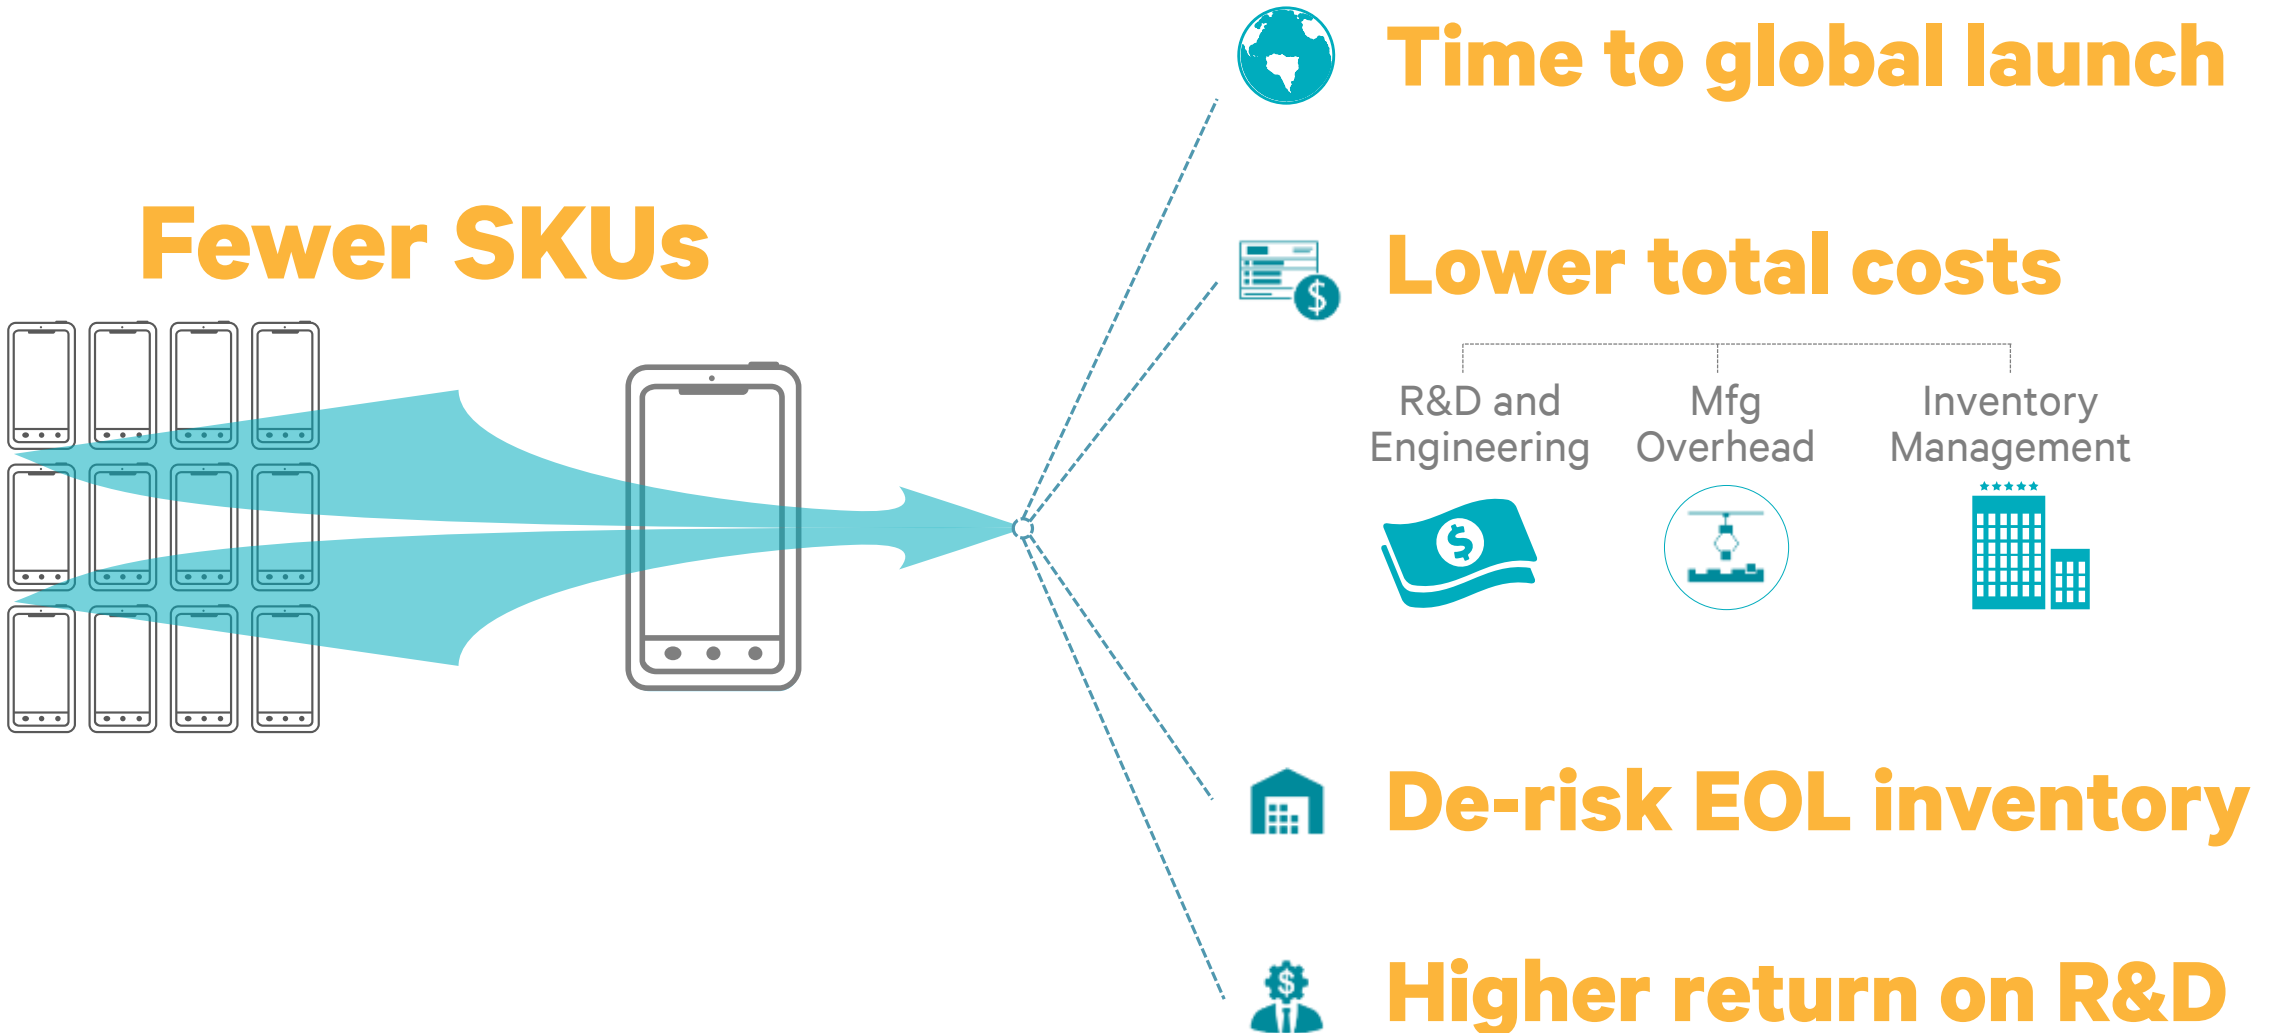 Fewer SKUs
Time to global launch
Lower total costs
R&D and
Engineering
Mfg
Overhead
Inventory
Management
De-risk EOL inventory
Higher return on R&D